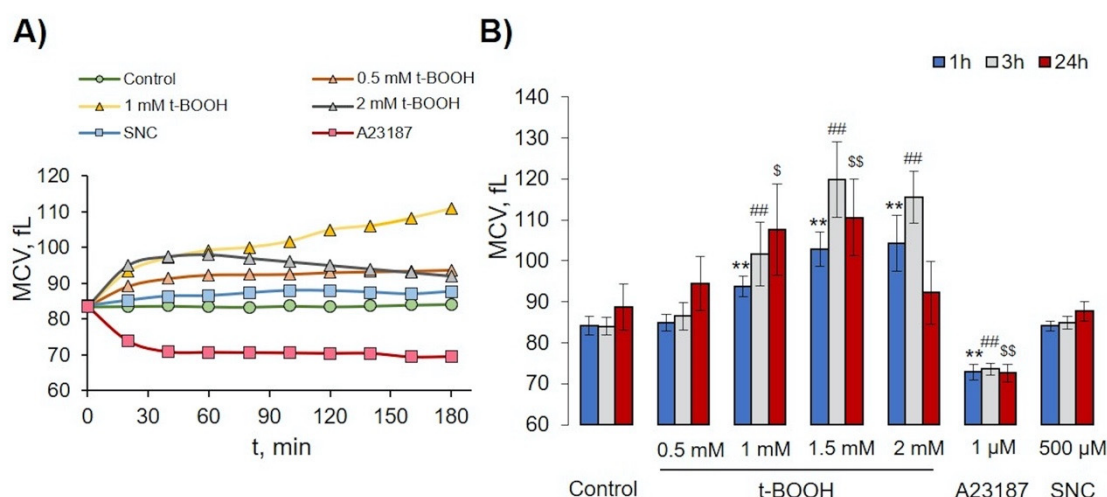 A)
Control
0.5 mM t-BOOH
1 mM t-BOOH
2 mM t-BOOH
SNC
A23187
MCV, fL
120
110
100
90
80
70
60
0 30 60 90 120 150 180
t, min
B)
1h 3h 24h
MCV, fL
140
130
120
110
100
90
80
70
60
** ## $
** ## $$
** ##
** ## $$
0.5 mM 1 mM 1.5 mM 2 mM 1 µM 500 µM
Control t-BOOH A23187 SNC